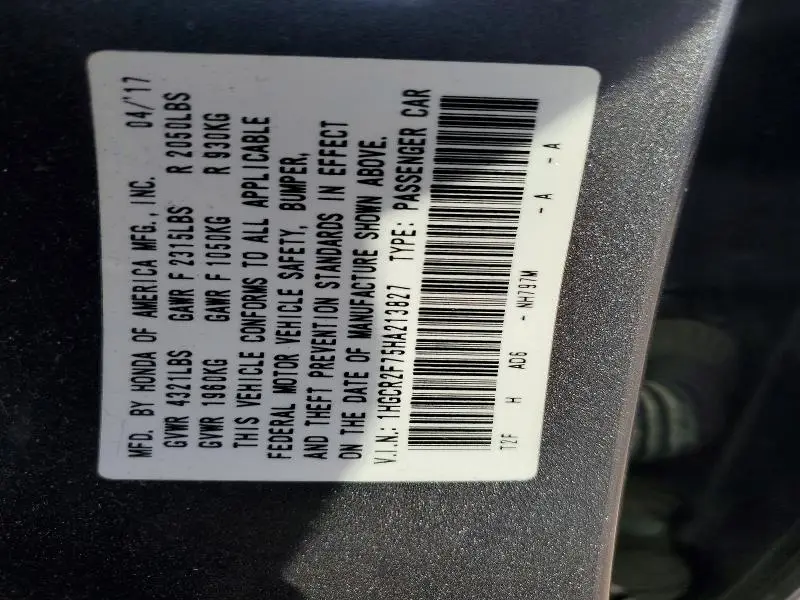 MFD. BY HONDA OF AMERICA MFG., INC. 04/'17
GVWR 4321LBS GAWR F 2315LBS R 2050LBS
GVWR 1960KG GAWR F 1050KG R 930KG
THIS VEHICLE CONFORMS TO ALL APPLICABLE
FEDERAL MOTOR VEHICLE SAFETY, BUMPER,
AND THEFT PREVENTION STANDARDS IN EFFECT
ON THE DATE OF MANUFACTURE SHOWN ABOVE.
V.I.N.: 1HGCR2F75HA213827 TYPE: PASSENGER CAR
T2F H AD6 - NH797M - A - A